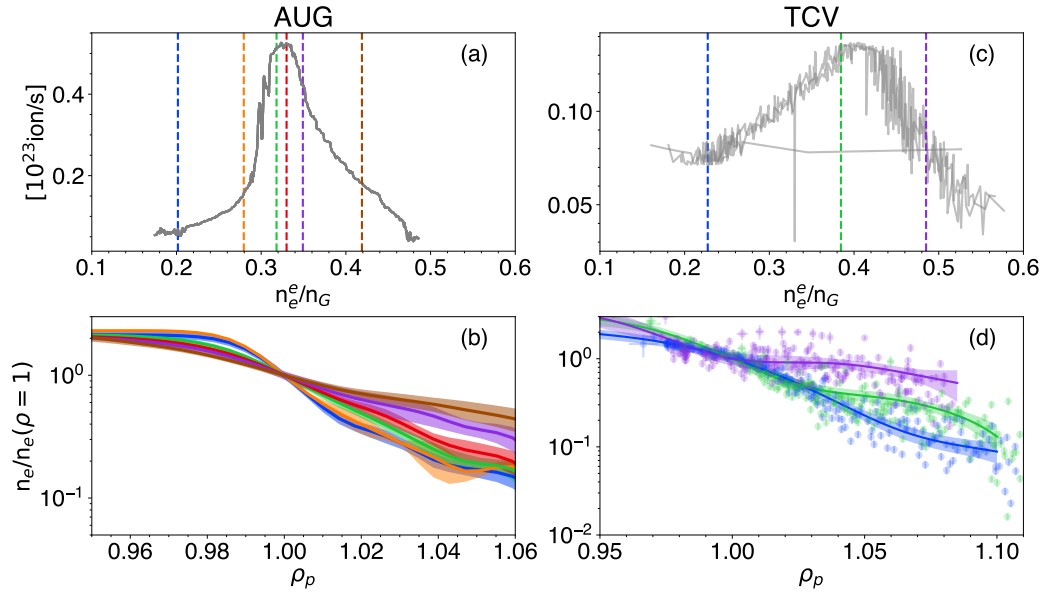 AUG
TCV
(a)
(c)
[10²³ion/s]
0.4
0.2
0.10
0.05
0.1 0.2 0.3 0.4 0.5 0.6
0.1 0.2 0.3 0.4 0.5 0.6
nₑᵉ/n_G
nₑᵉ/n_G
(b)
(d)
nₑ/nₑ(ρ = 1)
10⁰
10⁻¹
10⁰
10⁻¹
10⁻²
0.96 0.98 1.00 1.02 1.04 1.06
0.95 1.00 1.05 1.10
ρₚ
ρₚ